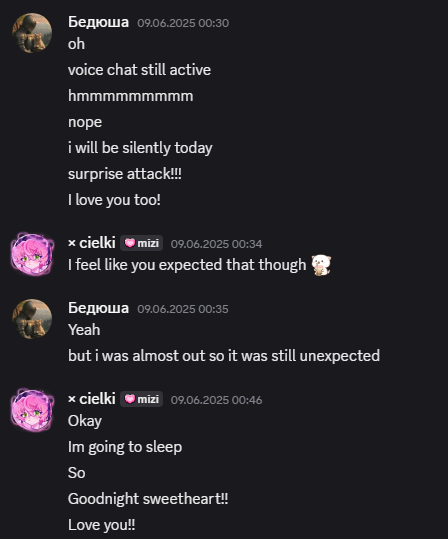 Бедюша 09.06.2025 00:30
oh
voice chat still active
hmmmmmmmmmm
nope
i will be silently today
surprise attack!!!
I love you too!
× cielki mizi 09.06.2025 00:34
I feel like you expected that though
Бедюша 09.06.2025 00:35
Yeah
but i was almost out so it was still unexpected
× cielki mizi 09.06.2025 00:46
Okay
Im going to sleep
So
Goodnight sweetheart!!
Love you!!